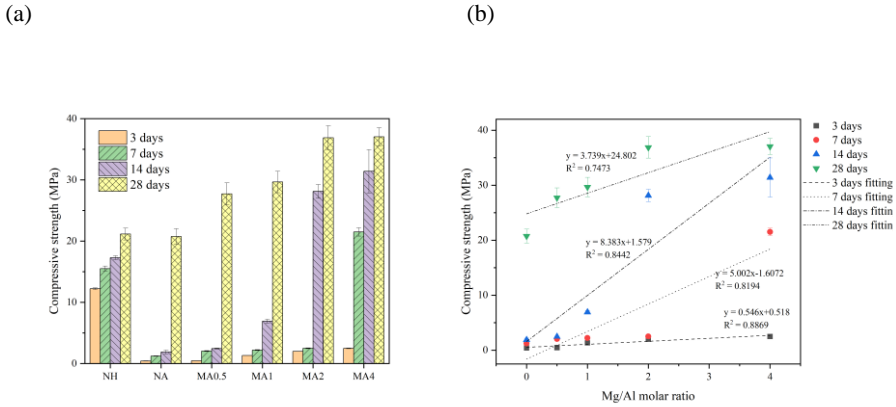 (a)
(b)
40
30
20
10
0
Compressive strength (MPa)
3 days
7 days
14 days
28 days
NH
NA
MA0.5
MA1
MA2
MA4
40
30
20
10
0
Compressive strength (MPa)
y = 3.739x+24.802
R² = 0.7473
y = 8.383x+1.579
R² = 0.8442
y = 5.002x-1.6072
R² = 0.8194
y = 0.546x+0.518
R² = 0.8869
0
1
2
3
4
Mg/Al molar ratio
3 days
7 days
14 days
28 days
3 days fitting
7 days fitting
14 days fittin
28 days fittin